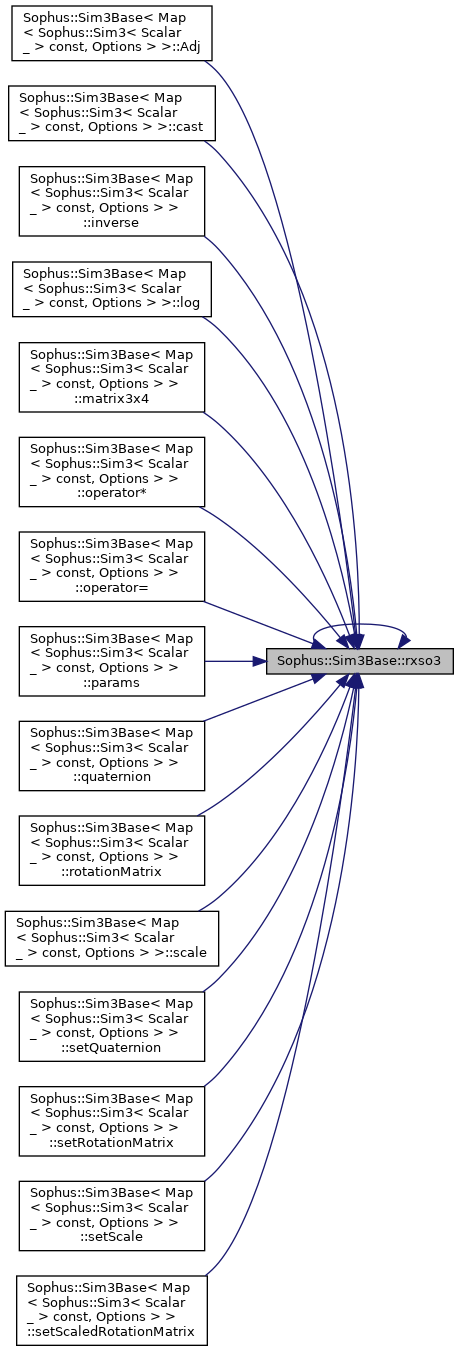 Sophus::Sim3Base< Map
< Sophus::Sim3< Scalar
_ > const, Options > >::Adj
Sophus::Sim3Base< Map
< Sophus::Sim3< Scalar
_ > const, Options > >::cast
Sophus::Sim3Base< Map
< Sophus::Sim3< Scalar
_ > const, Options > >
::inverse
Sophus::Sim3Base< Map
< Sophus::Sim3< Scalar
_ > const, Options > >::log
Sophus::Sim3Base< Map
< Sophus::Sim3< Scalar
_ > const, Options > >
::matrix3x4
Sophus::Sim3Base< Map
< Sophus::Sim3< Scalar
_ > const, Options > >
::operator*
Sophus::Sim3Base< Map
< Sophus::Sim3< Scalar
_ > const, Options > >
::operator=
Sophus::Sim3Base< Map
< Sophus::Sim3< Scalar
_ > const, Options > >
::params
Sophus::Sim3Base::rxso3
Sophus::Sim3Base< Map
< Sophus::Sim3< Scalar
_ > const, Options > >
::quaternion
Sophus::Sim3Base< Map
< Sophus::Sim3< Scalar
_ > const, Options > >
::rotationMatrix
Sophus::Sim3Base< Map
< Sophus::Sim3< Scalar
_ > const, Options > >::scale
Sophus::Sim3Base< Map
< Sophus::Sim3< Scalar
_ > const, Options > >
::setQuaternion
Sophus::Sim3Base< Map
< Sophus::Sim3< Scalar
_ > const, Options > >
::setRotationMatrix
Sophus::Sim3Base< Map
< Sophus::Sim3< Scalar
_ > const, Options > >
::setScale
Sophus::Sim3Base< Map
< Sophus::Sim3< Scalar
_ > const, Options > >
::setScaledRotationMatrix